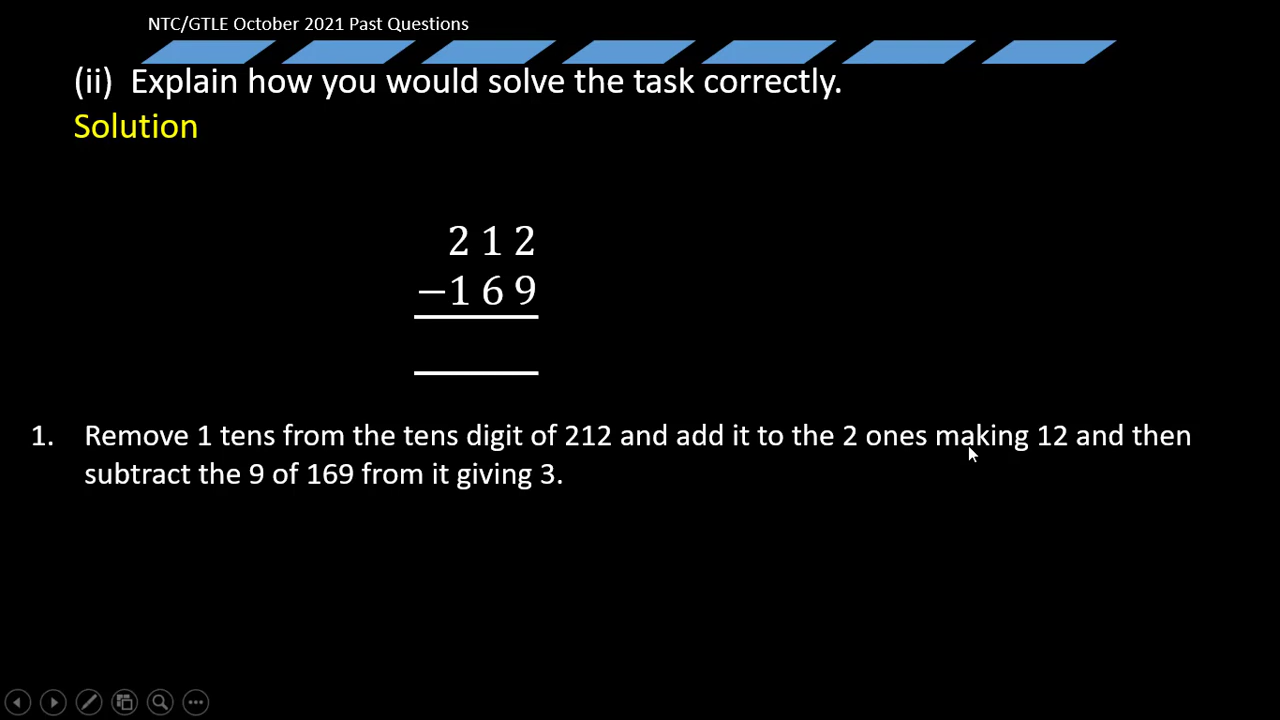 NTC/GTLE October 2021 Past Questions
(ii) Explain how you would solve the task correctly.
Solution
2 1 2
−1 6 9
1. Remove 1 tens from the tens digit of 212 and add it to the 2 ones making 12 and then
subtract the 9 of 169 from it giving 3.